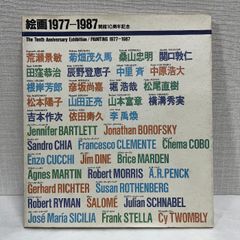 絵画1977−1987 開館10周年記念
The Tenth Anniversary Exhibition / PAINTING 1977−1987
荒瀬景敏 菊畑茂久馬 桑山忠明 関口敦仁
田窪恭治 辰野登恵子 中里斉 中原浩大
根岸芳郎 彦坂尚嘉 堀浩哉 松尾直樹
松本陽子 山田正亮 山本富章 横溝秀実
吉本作次 依田寿久 李禹煥
Jennifer BARTLETT Jonathan BOROFSKY
Sandro CHIA Francesco CLEMENTE Chema COBO
Enzo CUCCHI Jim DINE Brice MARDEN
Agnes MARTIN Robert MORRIS A.R.PENCK
Gerhard RICHTER Susan ROTHENBERG
Robert RYMAN SALOMÉ Julian SCHNABEL
José María SICILIA Frank STELLA Cy TWOMBLY